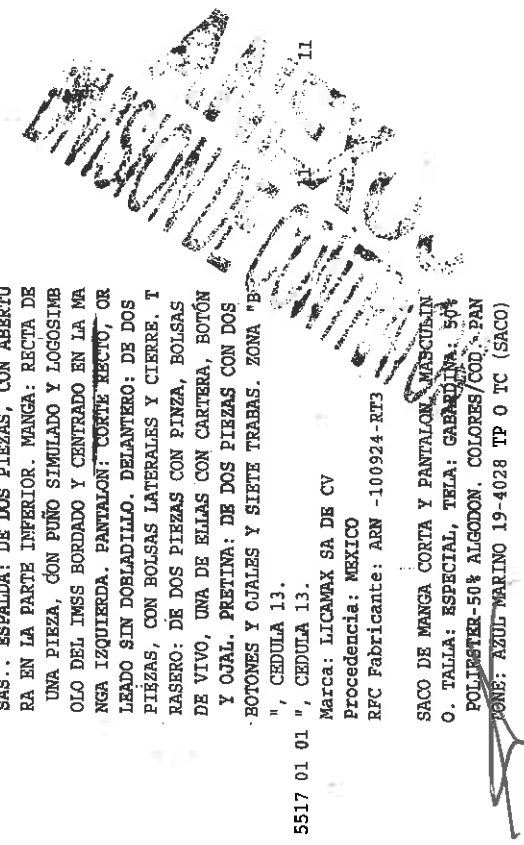 SAS.. ESPALDA: DE DOS PIEZAS, CON ABERTU
RA EN LA PARTE INFERIOR. MANGA: RECTA DE
UNA PIEZA, CON PUÑO SIMULADO Y LOGOSIMB
OLO DEL IMSS BORDADO Y CENTRADO EN LA MA
NGA IZQUIERDA. PANTALON: CORTE RECTO, OR
LEADO SIN DOBLADILLO. DELANTERO: DE DOS
PIEZAS, CON BOLSAS LATERALES Y CIERRE. T
RASERO: DE DOS PIEZAS CON PINZA, BOLSAS
DE VIVO, UNA DE ELLAS CON CARTERA, BOTÓN
Y OJAL. PRETINA: DE DOS PIEZAS CON DOS
BOTONES Y OJALES Y SIETE TRABAS. ZONA "B
", CEDULA 13.
5517 01 01 ", CEDULA 13. 11 11
Marca: LICAMAX SA DE CV
Procedencia: MEXICO
RFC Fabricante: ARN -100924-RT3
SACO DE MANGA CORTA Y PANTALON, MASCULIN
O. TALLA: ESPECIAL, TELA: GABARDINA: 50%
POLIESTER-50% ALGODON. COLORES/COD. PAN
TONE: AZUL MARINO 19-4028 TP O TC (SACO)
DIVISION DE CONTRATOS
ANEXOS